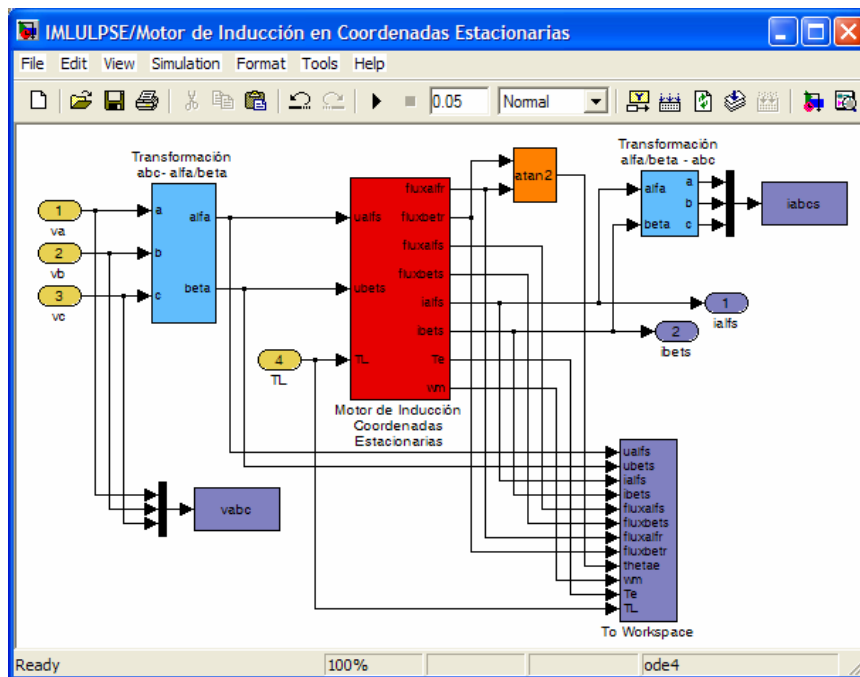 IMLULPSE/Motor de Inducción en Coordenadas Estacionarias
File Edit View Simulation Format Tools Help
0.05 Normal
Transformación
abc- alfa/beta
1
va
2
vb
3
vc
a
b
c
alfa
beta
4
TL
ualfs
ubets
TL
fluxalfr
fluxbetr
fluxalfs
fluxbets
ialfs
ibets
Te
wm
Motor de Inducción
Coordenadas
Estacionarias
atan2
Transformación
alfa/beta - abc
alfa
beta
a
b
c
iabcs
1
ialfs
2
ibets
vabc
ualfs
ubets
ialfs
ibets
fluxalfs
fluxbets
fluxalfr
fluxbetr
thetae
wm
Te
TL
To Workspace
Ready 100% ode4